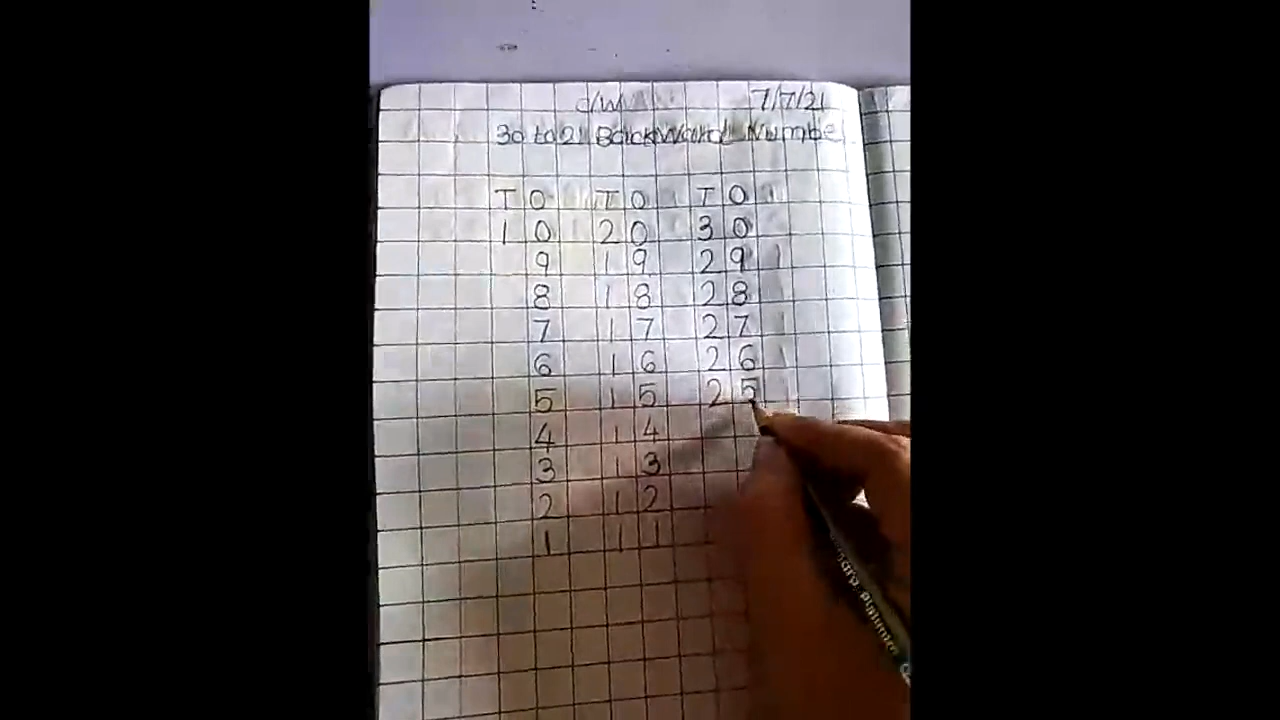 C/W 7/7/21
30 to 21 BackWard Numbe
T O T O T O
1 0 2 0 3 0
9 1 9 2 9
8 1 8 2 8
7 1 7 2 7
6 1 6 2 6
5 1 5 2 5
4 1 4
3 1 3
2 1 2
1 1 1
Platinum